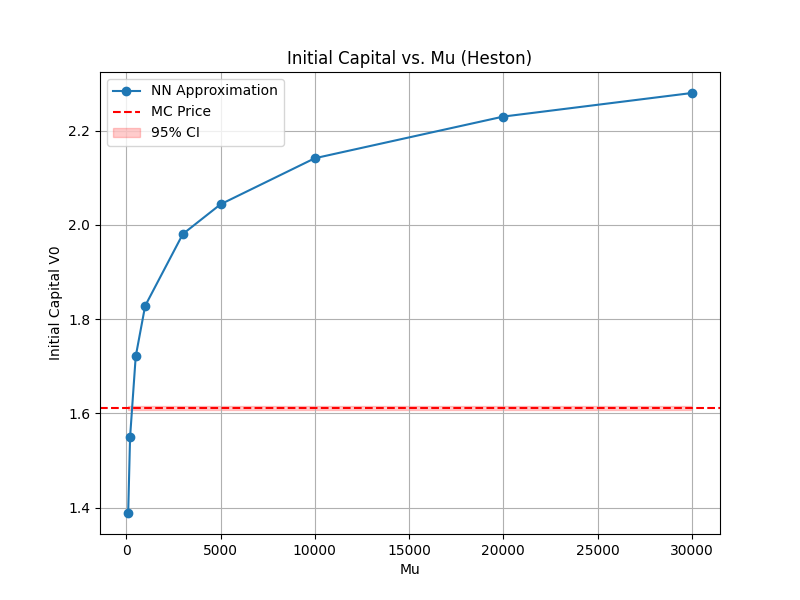 Initial Capital vs. Mu (Heston)
NN Approximation
MC Price
95% CI
2.2
2.0
1.8
1.6
1.4
Initial Capital V0
0
5000
10000
15000
20000
25000
30000
Mu